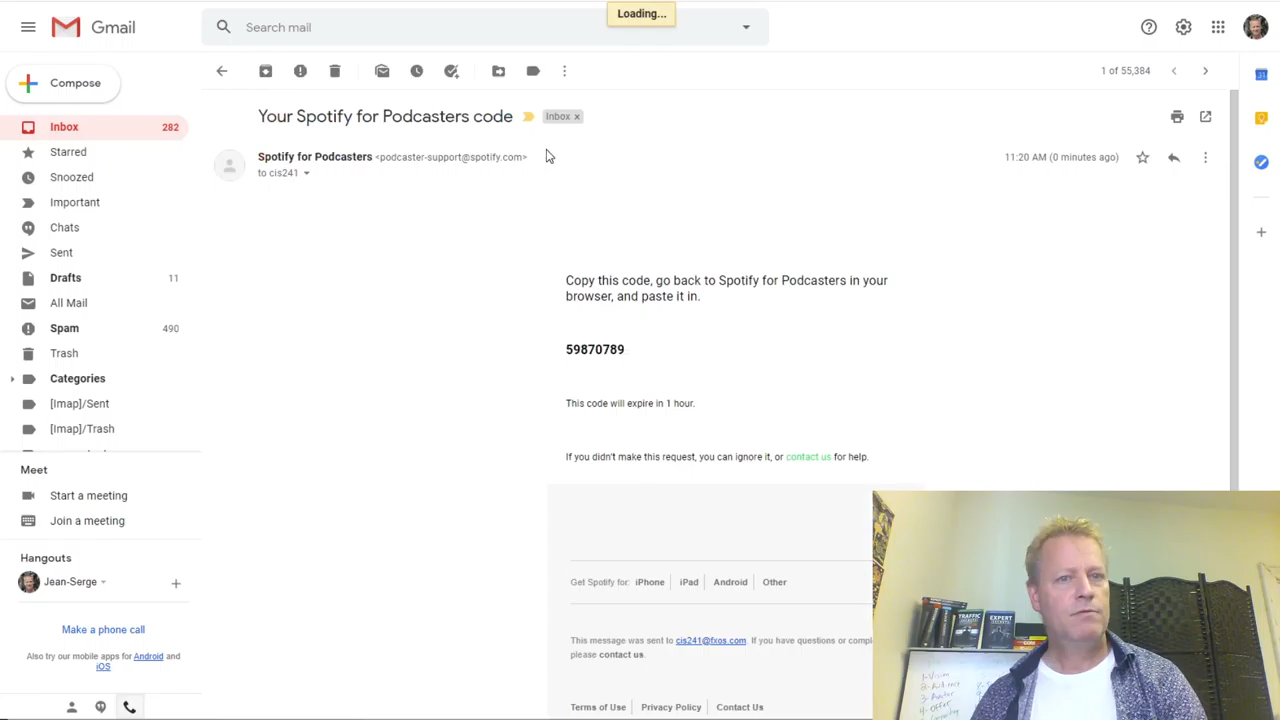 Loading...
Gmail
Search mail
Compose
1 of 55,384
Inbox 282
Starred
Snoozed
Important
Chats
Sent
Drafts 11
All Mail
Spam 490
Trash
Categories
[Imap]/Sent
[Imap]/Trash
Meet
Start a meeting
Join a meeting
Hangouts
Jean-Serge
Make a phone call
Also try our mobile apps for Android and
iOS
Your Spotify for Podcasters code Inbox x
Spotify for Podcasters <podcaster-support@spotify.com> 11:20 AM (0 minutes ago)
to cis241
Copy this code, go back to Spotify for Podcasters in your
browser, and paste it in.
59870789
This code will expire in 1 hour.
If you didn't make this request, you can ignore it, or contact us for help.
Get Spotify for: iPhone iPad Android Other
This message was sent to cis241@fxos.com. If you have questions or compl
please contact us.
Terms of Use Privacy Policy Contact Us
TRAFFIC
EXPERT
1-Vision